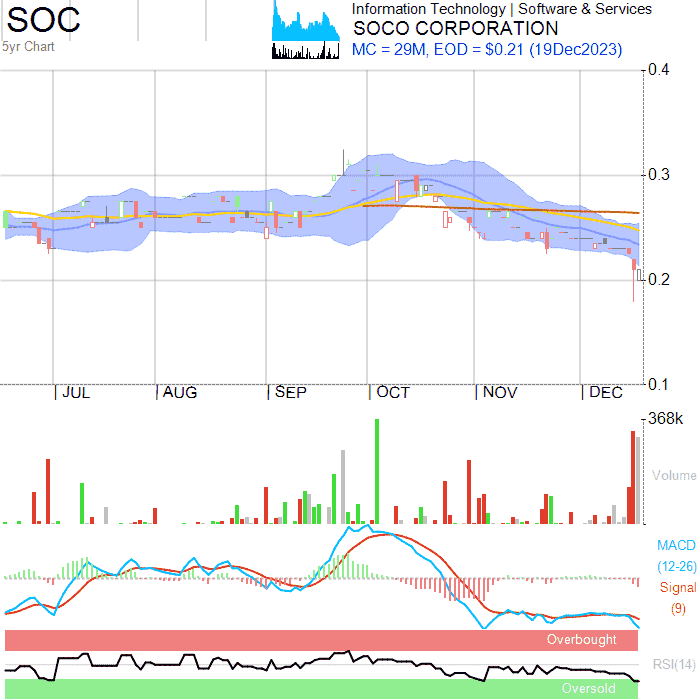 SOC
5yr Chart
Information Technology | Software & Services
SOCO CORPORATION
MC = 29M, EOD = $0.21 (19Dec2023)
0.4
0.3
0.2
0.1
JUL
AUG
SEP
OCT
NOV
DEC
368k
Volume
MACD
(12-26)
Signal
(9)
Overbought
RSI(14)
Oversold